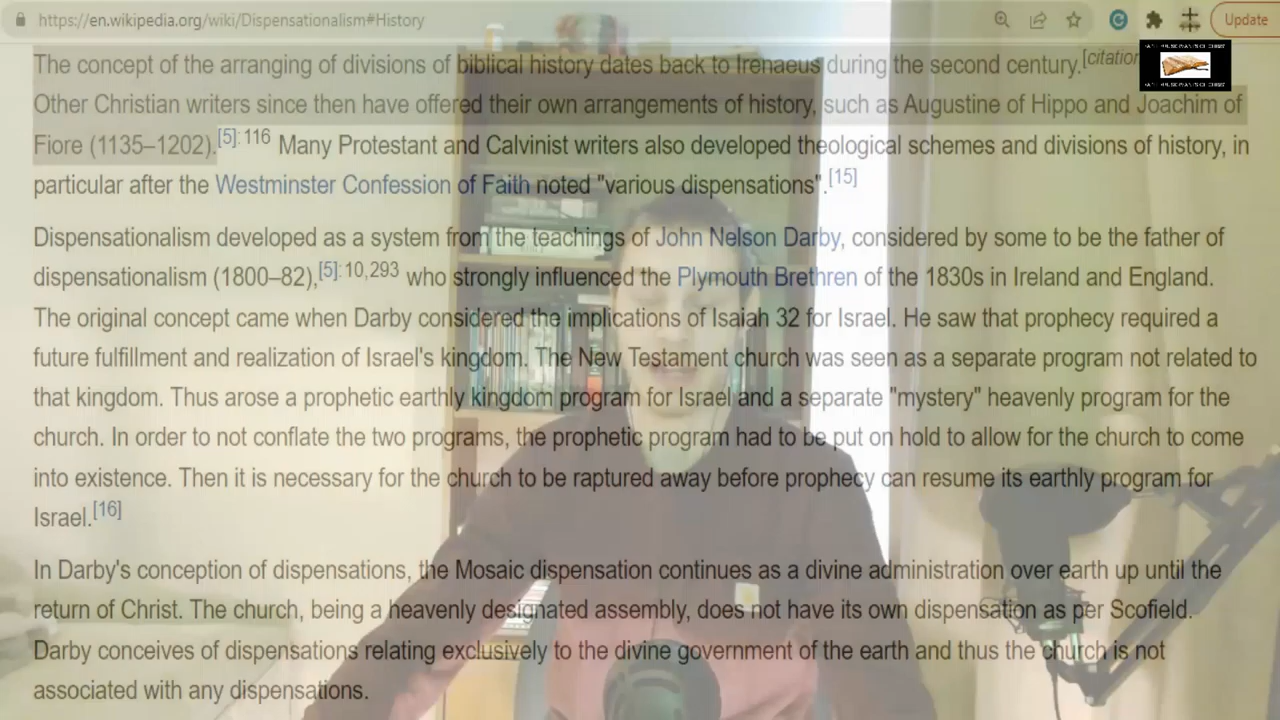 https://en.wikipedia.org/wiki/Dispensationalism#History
Update
The concept of the arranging of divisions of biblical history dates back to Irenaeus during the second century.[citation
Other Christian writers since then have offered their own arrangements of history, such as Augustine of Hippo and Joachim of
Fiore (1135–1202).[5]:116 Many Protestant and Calvinist writers also developed theological schemes and divisions of history, in
particular after the Westminster Confession of Faith noted "various dispensations".[15]
Dispensationalism developed as a system from the teachings of John Nelson Darby, considered by some to be the father of
dispensationalism (1800–82),[5]:10,293 who strongly influenced the Plymouth Brethren of the 1830s in Ireland and England.
The original concept came when Darby considered the implications of Isaiah 32 for Israel. He saw that prophecy required a
future fulfillment and realization of Israel's kingdom. The New Testament church was seen as a separate program not related to
that kingdom. Thus arose a prophetic earthly kingdom program for Israel and a separate "mystery" heavenly program for the
church. In order to not conflate the two programs, the prophetic program had to be put on hold to allow for the church to come
into existence. Then it is necessary for the church to be raptured away before prophecy can resume its earthly program for
Israel.[16]
In Darby's conception of dispensations, the Mosaic dispensation continues as a divine administration over earth up until the
return of Christ. The church, being a heavenly designated assembly, does not have its own dispensation as per Scofield.
Darby conceives of dispensations relating exclusively to the divine government of the earth and thus the church is not
associated with any dispensations.